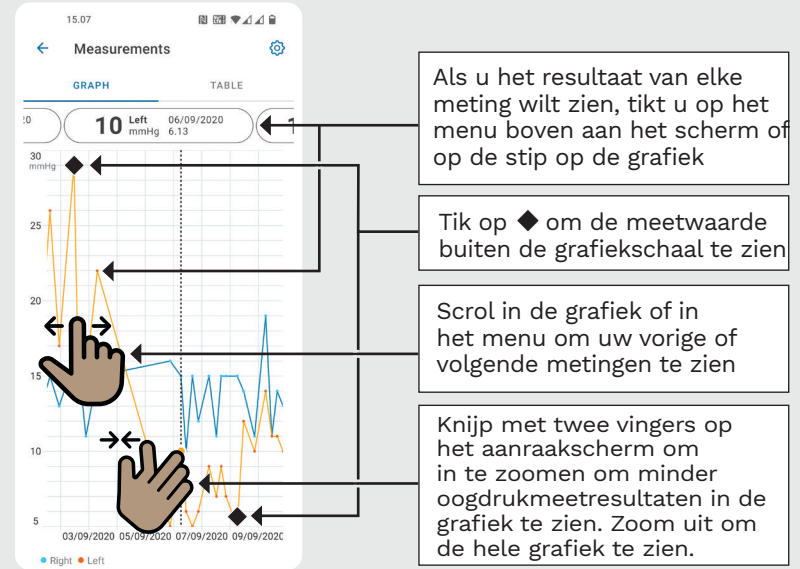 15.07
Measurements
GRAPH TABLE
10 Left mmHg 06/09/2020 6.13
30
mmHg
25
20
15
10
5
03/09/2020 05/09/2020 07/09/2020 09/09/2020
Right Left
Als u het resultaat van elke
meting wilt zien, tikt u op het
menu boven aan het scherm of
op de stip op de grafiek
Tik op ◆ om de meetwaarde
buiten de grafiekschaal te zien
Scrol in de grafiek of in
het menu om uw vorige of
volgende metingen te zien
Knijp met twee vingers op
het aanraakscherm om
in te zoomen om minder
oogdrukmeetresultaten in de
grafiek te zien. Zoom uit om
de hele grafiek te zien.